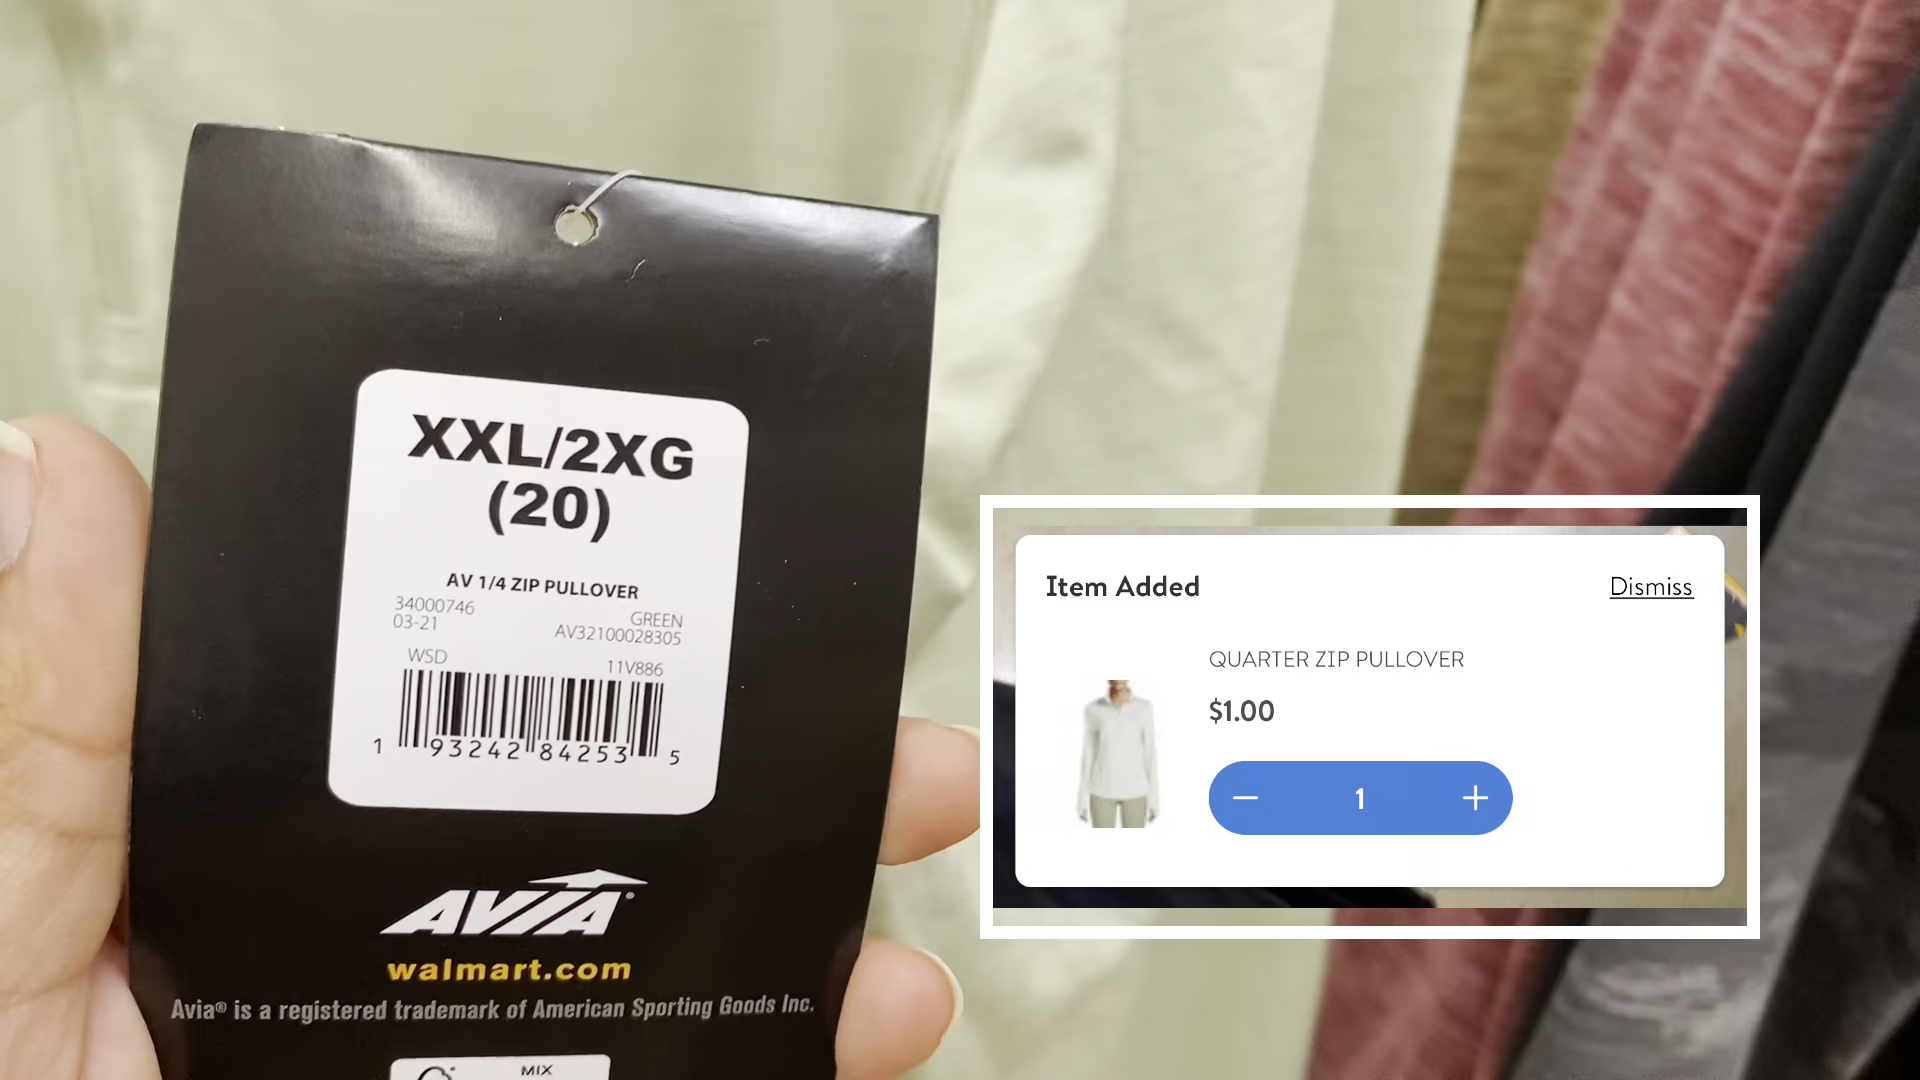 XXL/2XG
(20)
AV 1/4 ZIP PULLOVER
34000746
GREEN
03-21
AV32100028305
WSD
11V886
1 93242 84253 5
AVIA®
walmart.com
Avia® is a registered trademark of American Sporting Goods Inc.
MIX
Item Added
Dismiss
QUARTER ZIP PULLOVER
$1.00
− 1 +